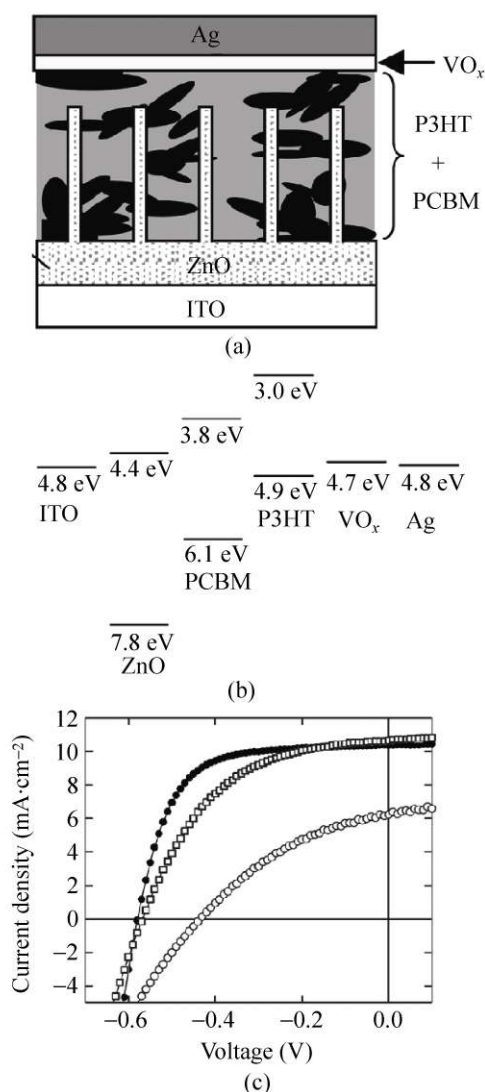 Ag
VOₓ
P3HT
+
PCBM
ZnO
ITO
(a)
3.0 eV
3.8 eV
4.8 eV 4.4 eV 4.9 eV 4.7 eV 4.8 eV
ITO P3HT VOₓ Ag
6.1 eV
PCBM
7.8 eV
ZnO
(b)
Current density (mA·cm⁻²)
12
10
8
6
4
2
0
−2
−4
−0.6 −0.4 −0.2 0.0
Voltage (V)
(c)